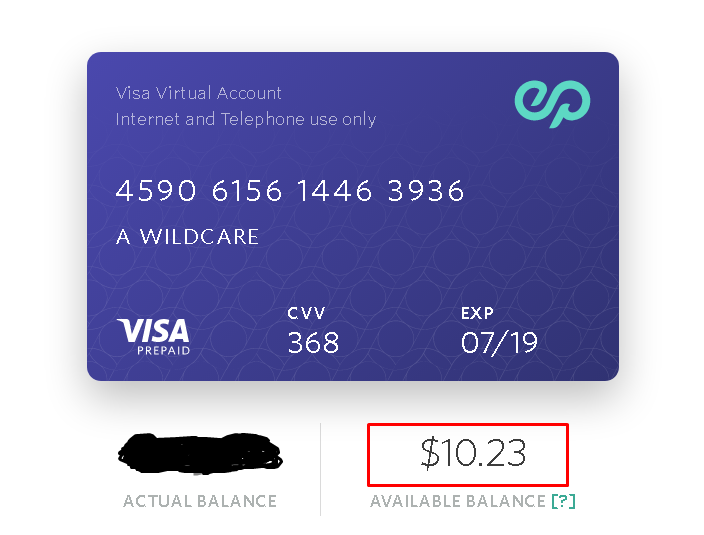 Visa Virtual Account
Internet and Telephone use only
ep
4590 6156 1446 3936
A WILDCARE
CVV EXP
VISA 368 07/19
PREPAID
$10.23
ACTUAL BALANCE AVAILABLE BALANCE [?]